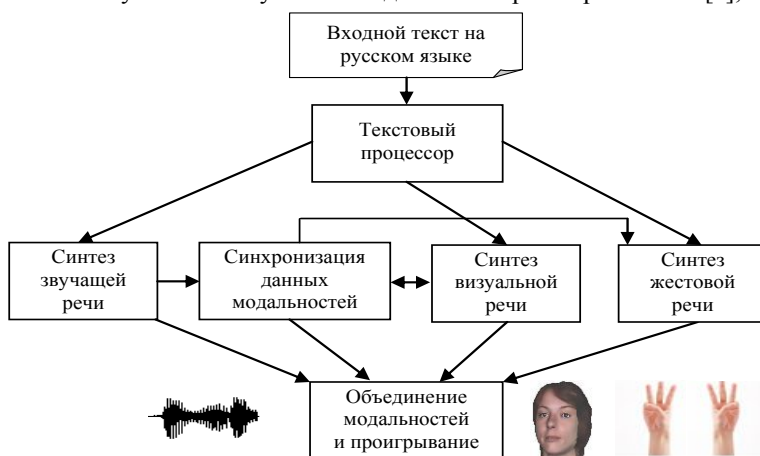 Входной текст на
русском языке
Текстовый
процессор
Синтез
звучащей
речи
Синхронизация
данных
модальностей
Синтез
визуальной
речи
Синтез
жестовой
речи
Объединение
модальностей
и проигрывание